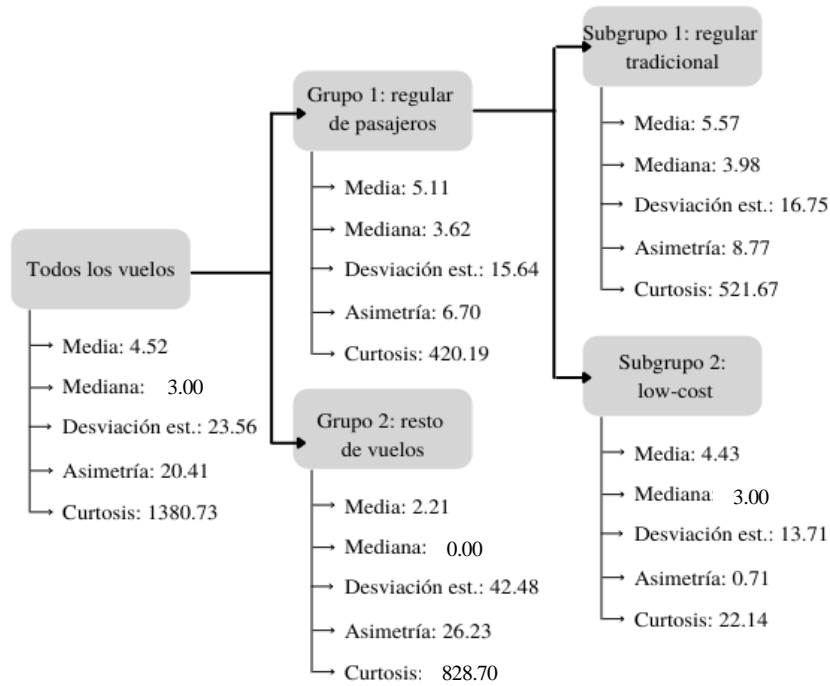 Todos los vuelos
Media: 4.52
Mediana: 3.00
Desviación est.: 23.56
Asimetría: 20.41
Curtosis: 1380.73
Grupo 1: regular
de pasajeros
Media: 5.11
Mediana: 3.62
Desviación est.: 15.64
Asimetría: 6.70
Curtosis: 420.19
Grupo 2: resto
de vuelos
Media: 2.21
Mediana: 0.00
Desviación est.: 42.48
Asimetría: 26.23
Curtosis: 828.70
Subgrupo 1: regular
tradicional
Media: 5.57
Mediana: 3.98
Desviación est.: 16.75
Asimetría: 8.77
Curtosis: 521.67
Subgrupo 2:
low-cost
Media: 4.43
Mediana: 3.00
Desviación est.: 13.71
Asimetría: 0.71
Curtosis: 22.14